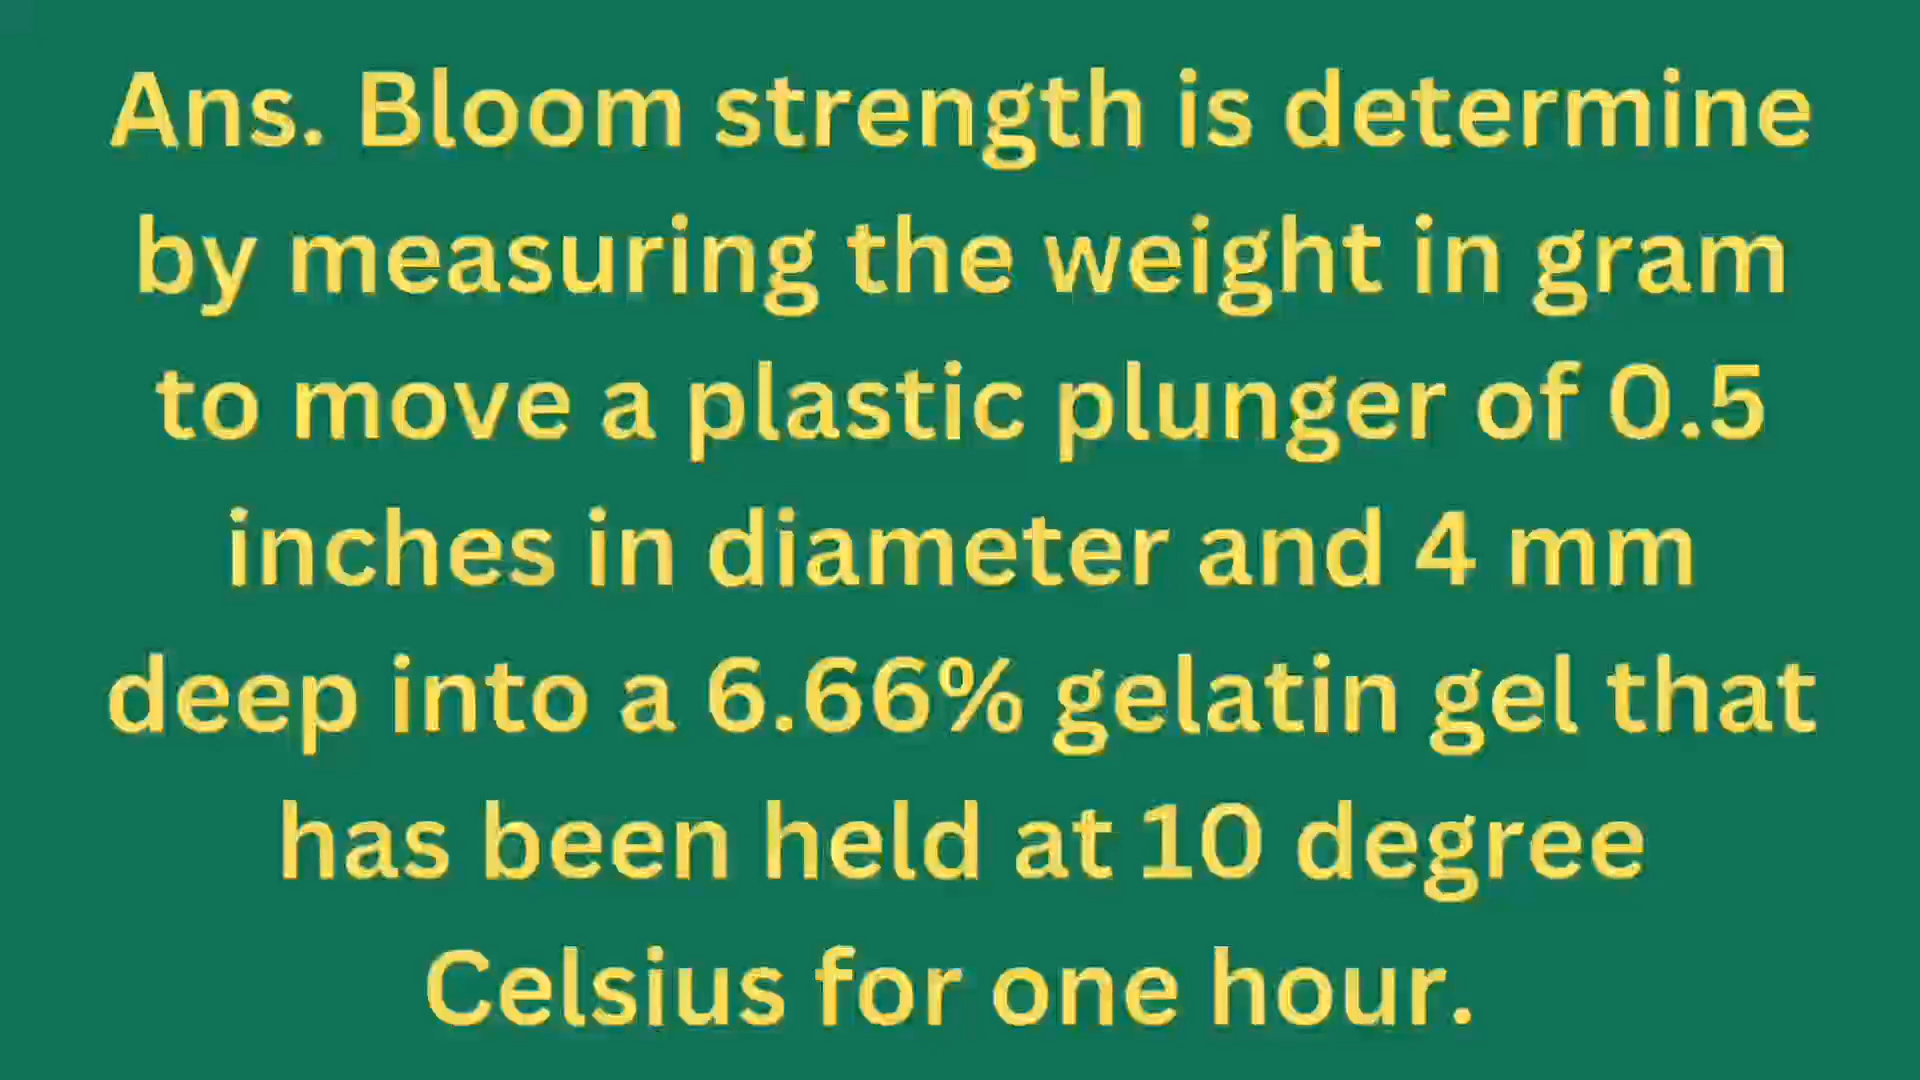 Ans. Bloom strength is determine
by measuring the weight in gram
to move a plastic plunger of 0.5
inches in diameter and 4 mm
deep into a 6.66% gelatin gel that
has been held at 10 degree
Celsius for one hour.